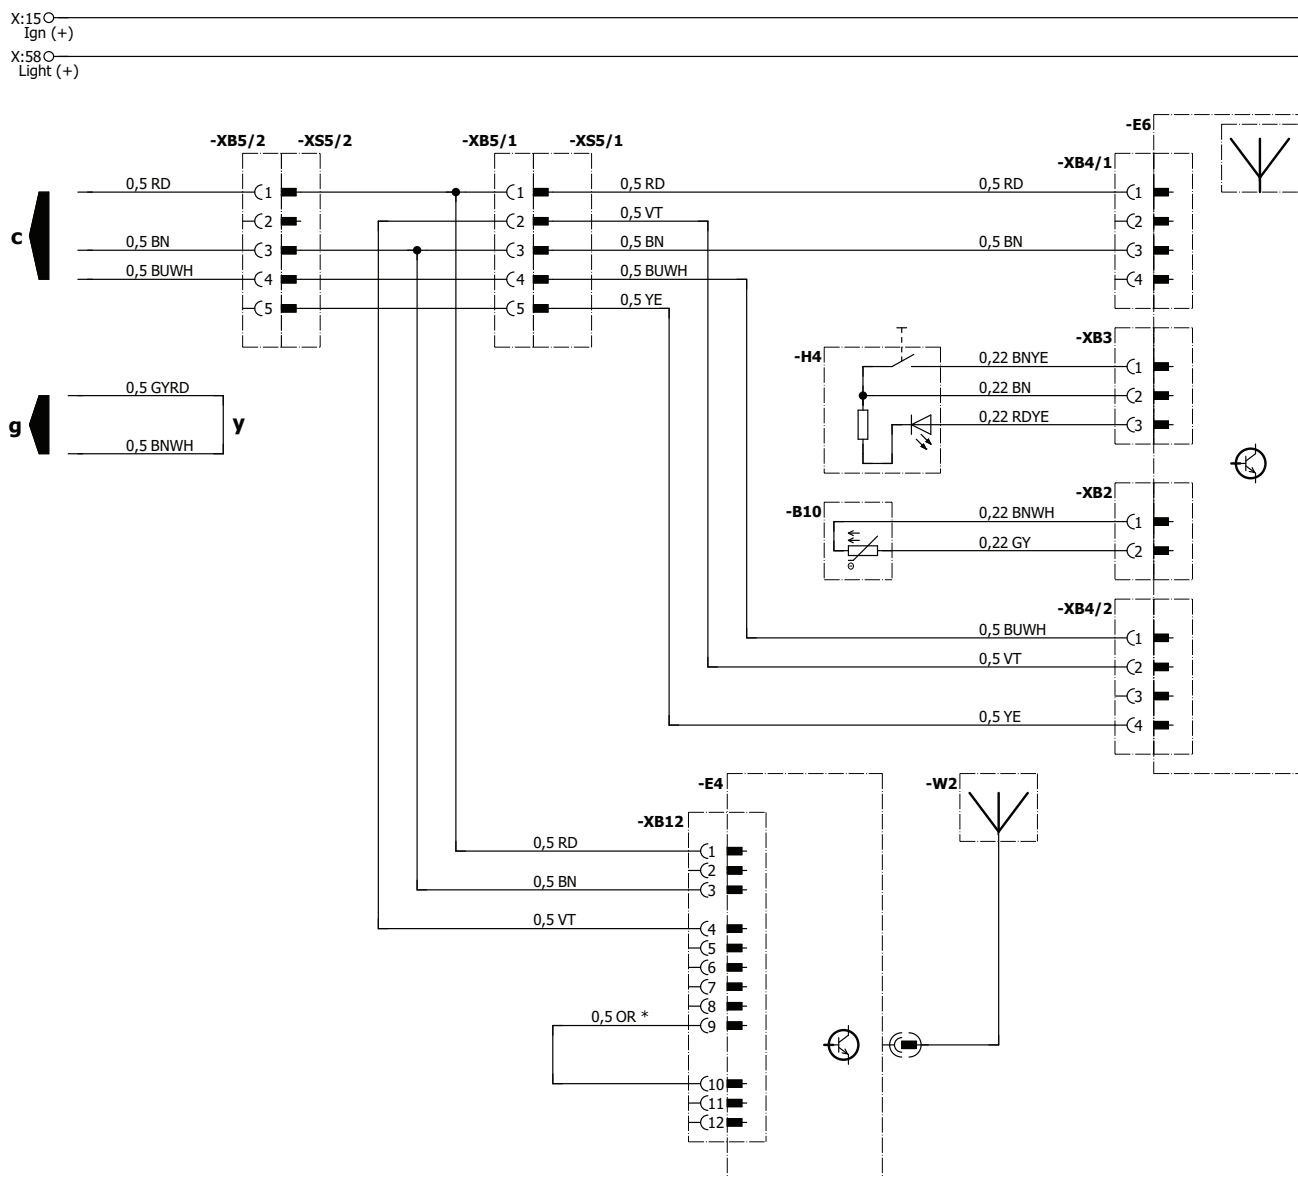 X:15
Ign (+)
X:58
Light (+)
-XB5/2 -XS5/2 -XB5/1 -XS5/1 -E6
-XB4/1
0,5 RD 1 1 0,5 RD 0,5 RD 1
2 2 0,5 VT 2
c 0,5 BN 3 3 0,5 BN 0,5 BN 3
0,5 BUWH 4 4 0,5 BUWH 4
5 5 0,5 YE
-XB3
-H4 0,22 BNYE 1
0,5 GYRD 0,22 BN 2
g y 0,22 RDYE 3
0,5 BNWH
-XB2
-B10 0,22 BNWH 1
0,22 GY 2
-XB4/2
0,5 BUWH 1
0,5 VT 2
3
0,5 YE 4
-E4 -W2
-XB12
0,5 RD 1
2
0,5 BN 3
0,5 VT 4
5
6
7
8
0,5 OR * 9
10
11
12